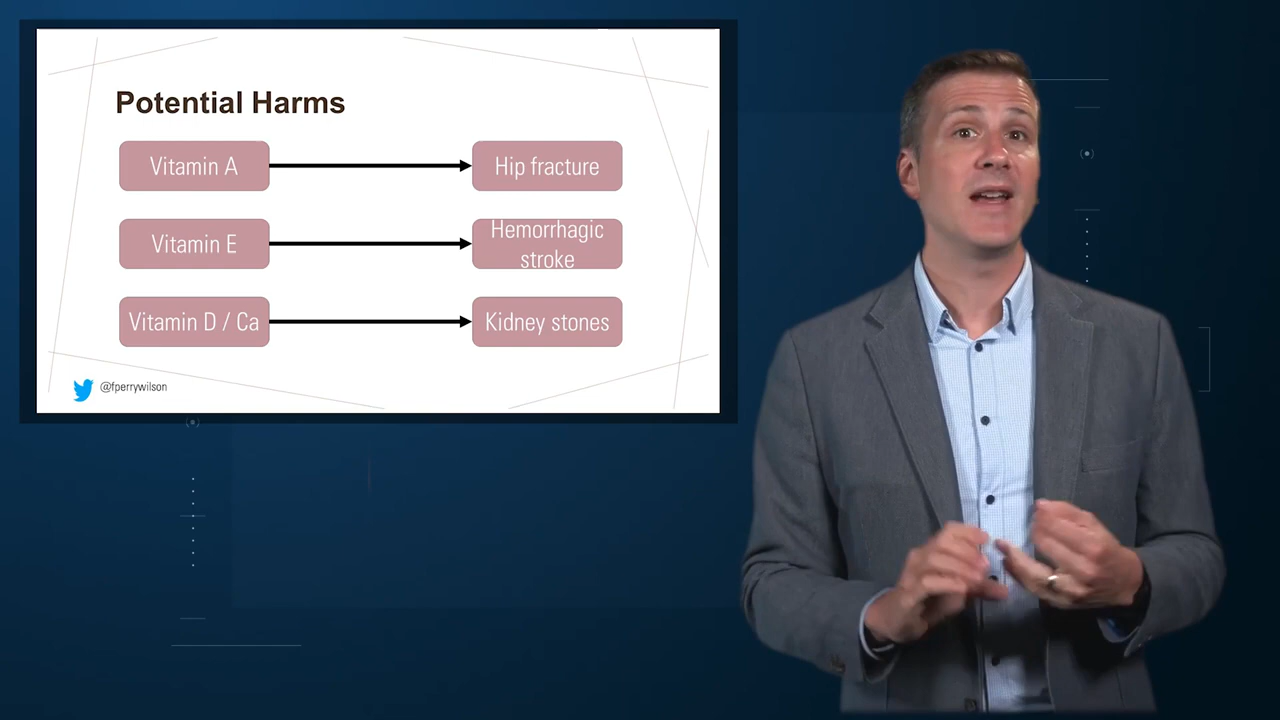 Potential Harms
Vitamin A
Hip fracture
Vitamin E
Hemorrhagic
stroke
Vitamin D / Ca
Kidney stones
@fperrywilson